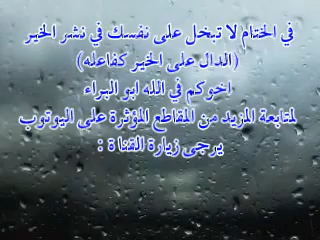 في الختام لا تبخل على نفسك في نشر الخير
(الدال على الخير كفاعله)
اخوكم في الله ابو البراء
لمتابعة المزيد من المقاطع المؤثرة على اليوتوب
يرجى زيارة القناة :